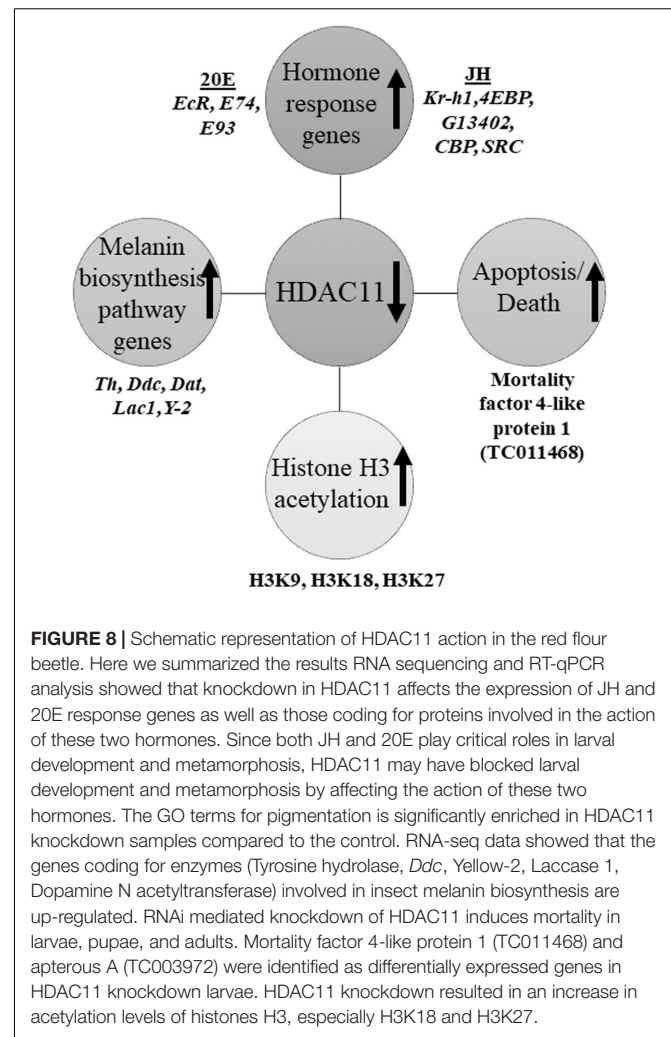 20E
EcR, E74,
E93
Hormone
response
genes
JH
Kr-h1,4EBP,
G13402,
CBP, SRC
Melanin
biosynthesis
pathway
genes
HDAC11
Apoptosis/
Death
Th, Ddc, Dat,
Lac1,Y-2
Mortality
factor 4-like
protein 1
(TC011468)
Histone H3
acetylation
H3K9, H3K18, H3K27
FIGURE 8 | Schematic representation of HDAC11 action in the red flour
beetle. Here we summarized the results RNA sequencing and RT-qPCR
analysis showed that knockdown in HDAC11 affects the expression of JH and
20E response genes as well as those coding for proteins involved in the action
of these two hormones. Since both JH and 20E play critical roles in larval
development and metamorphosis, HDAC11 may have blocked larval
development and metamorphosis by affecting the action of these two
hormones. The GO terms for pigmentation is significantly enriched in HDAC11
knockdown samples compared to the control. RNA-seq data showed that the
genes coding for enzymes (Tyrosine hydrolase, Ddc, Yellow-2, Laccase 1,
Dopamine N acetyltransferase) involved in insect melanin biosynthesis are
up-regulated. RNAi mediated knockdown of HDAC11 induces mortality in
larvae, pupae, and adults. Mortality factor 4-like protein 1 (TC011468) and
apterous A (TC003972) were identified as differentially expressed genes in
HDAC11 knockdown larvae. HDAC11 knockdown resulted in an increase in
acetylation levels of histones H3, especially H3K18 and H3K27.